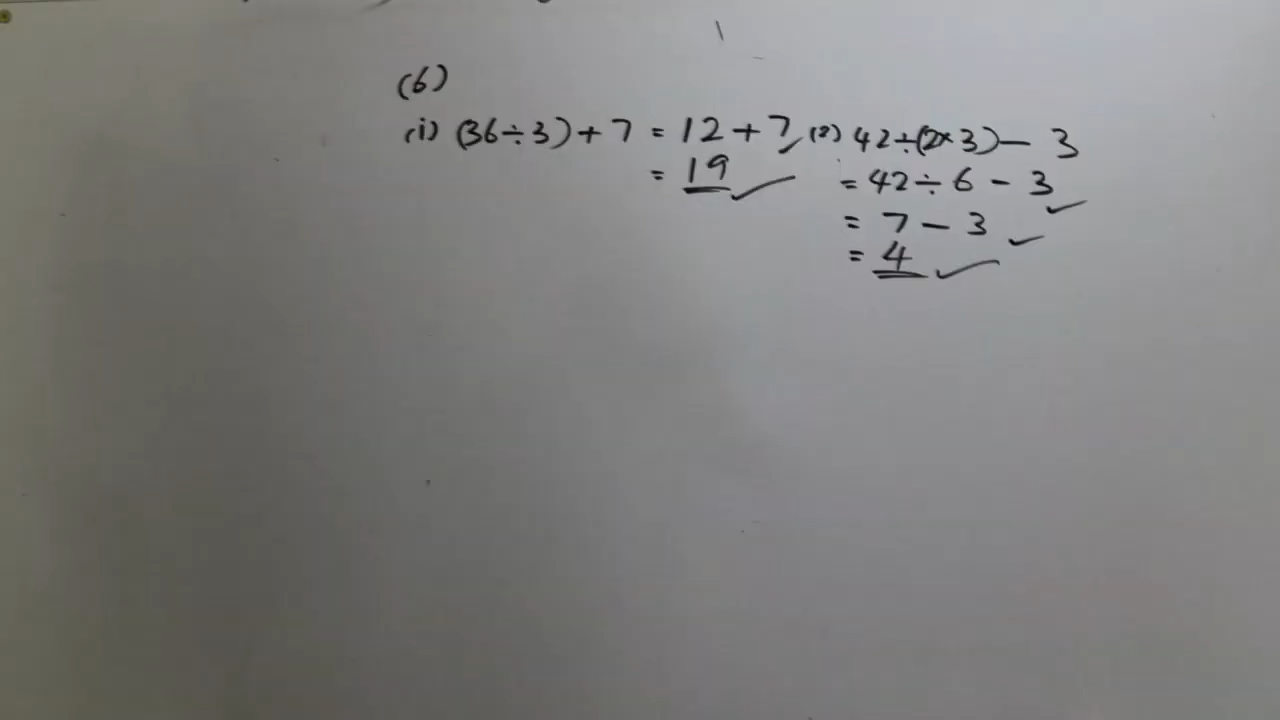 (6)
(i) (36÷3)+7 = 12+7
= 19
(2) 42÷(2×3)− 3
= 42÷6 − 3
= 7 − 3
= 4